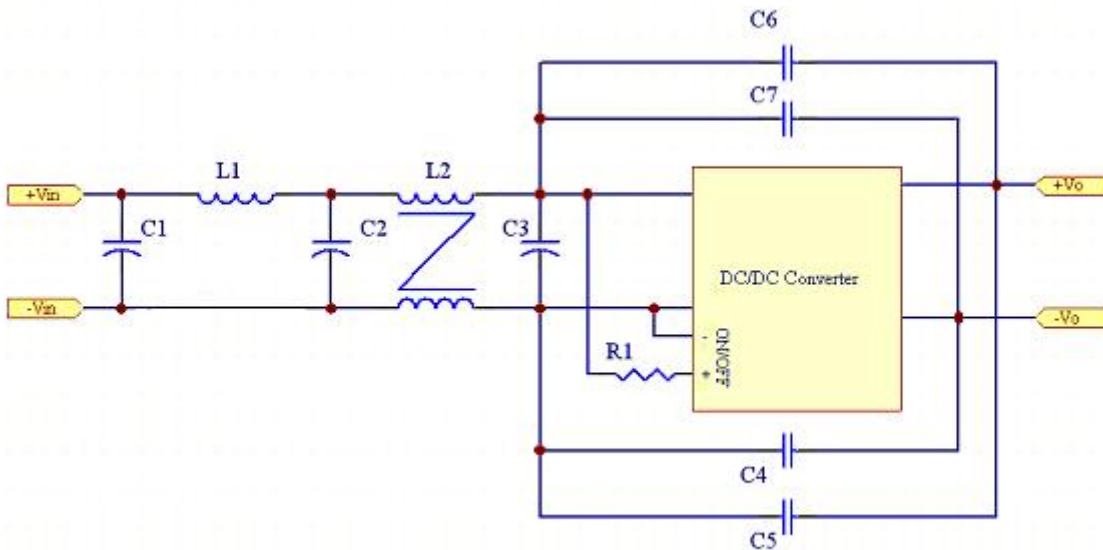 C6
C7
L1
L2
+Vin
C1
C2
C3
+Vo
DC/DC Converter
-Vin
-Vo
-
ON/OFF
R1
+
C4
C5